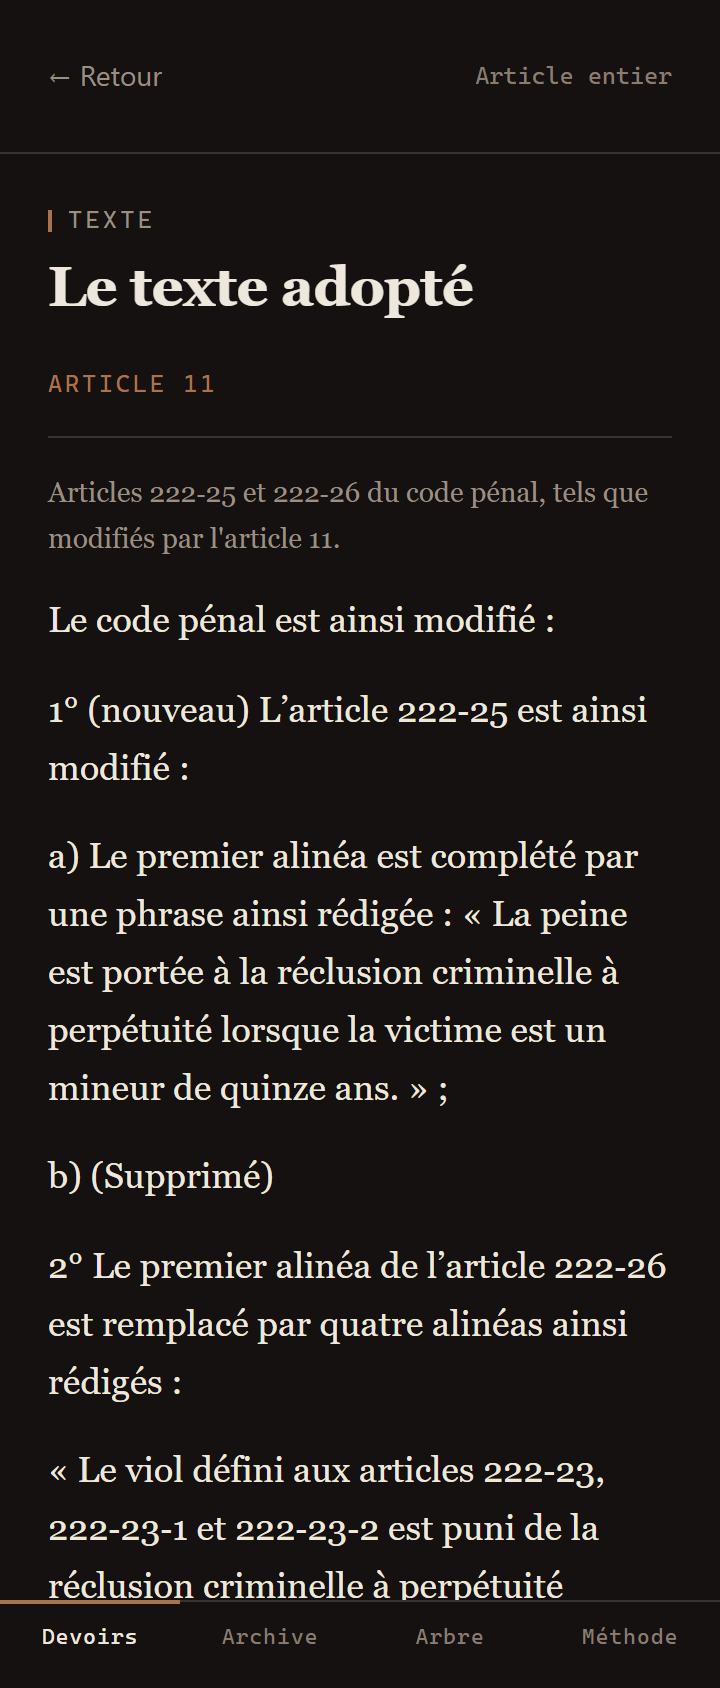 ← Retour
Article entier
TEXTE
Le texte adopté
ARTICLE 11
Articles 222-25 et 222-26 du code pénal, tels que
modifiés par l'article 11.
Le code pénal est ainsi modifié :
1° (nouveau) L’article 222-25 est ainsi
modifié :
a) Le premier alinéa est complété par
une phrase ainsi rédigée : « La peine
est portée à la réclusion criminelle à
perpétuité lorsque la victime est un
mineur de quinze ans. » ;
b) (Supprimé)
2° Le premier alinéa de l’article 222-26
est remplacé par quatre alinéas ainsi
rédigés :
« Le viol défini aux articles 222-23,
222-23-1 et 222-23-2 est puni de la
réclusion criminelle à perpétuité
Devoirs
Archive
Arbre
Méthode